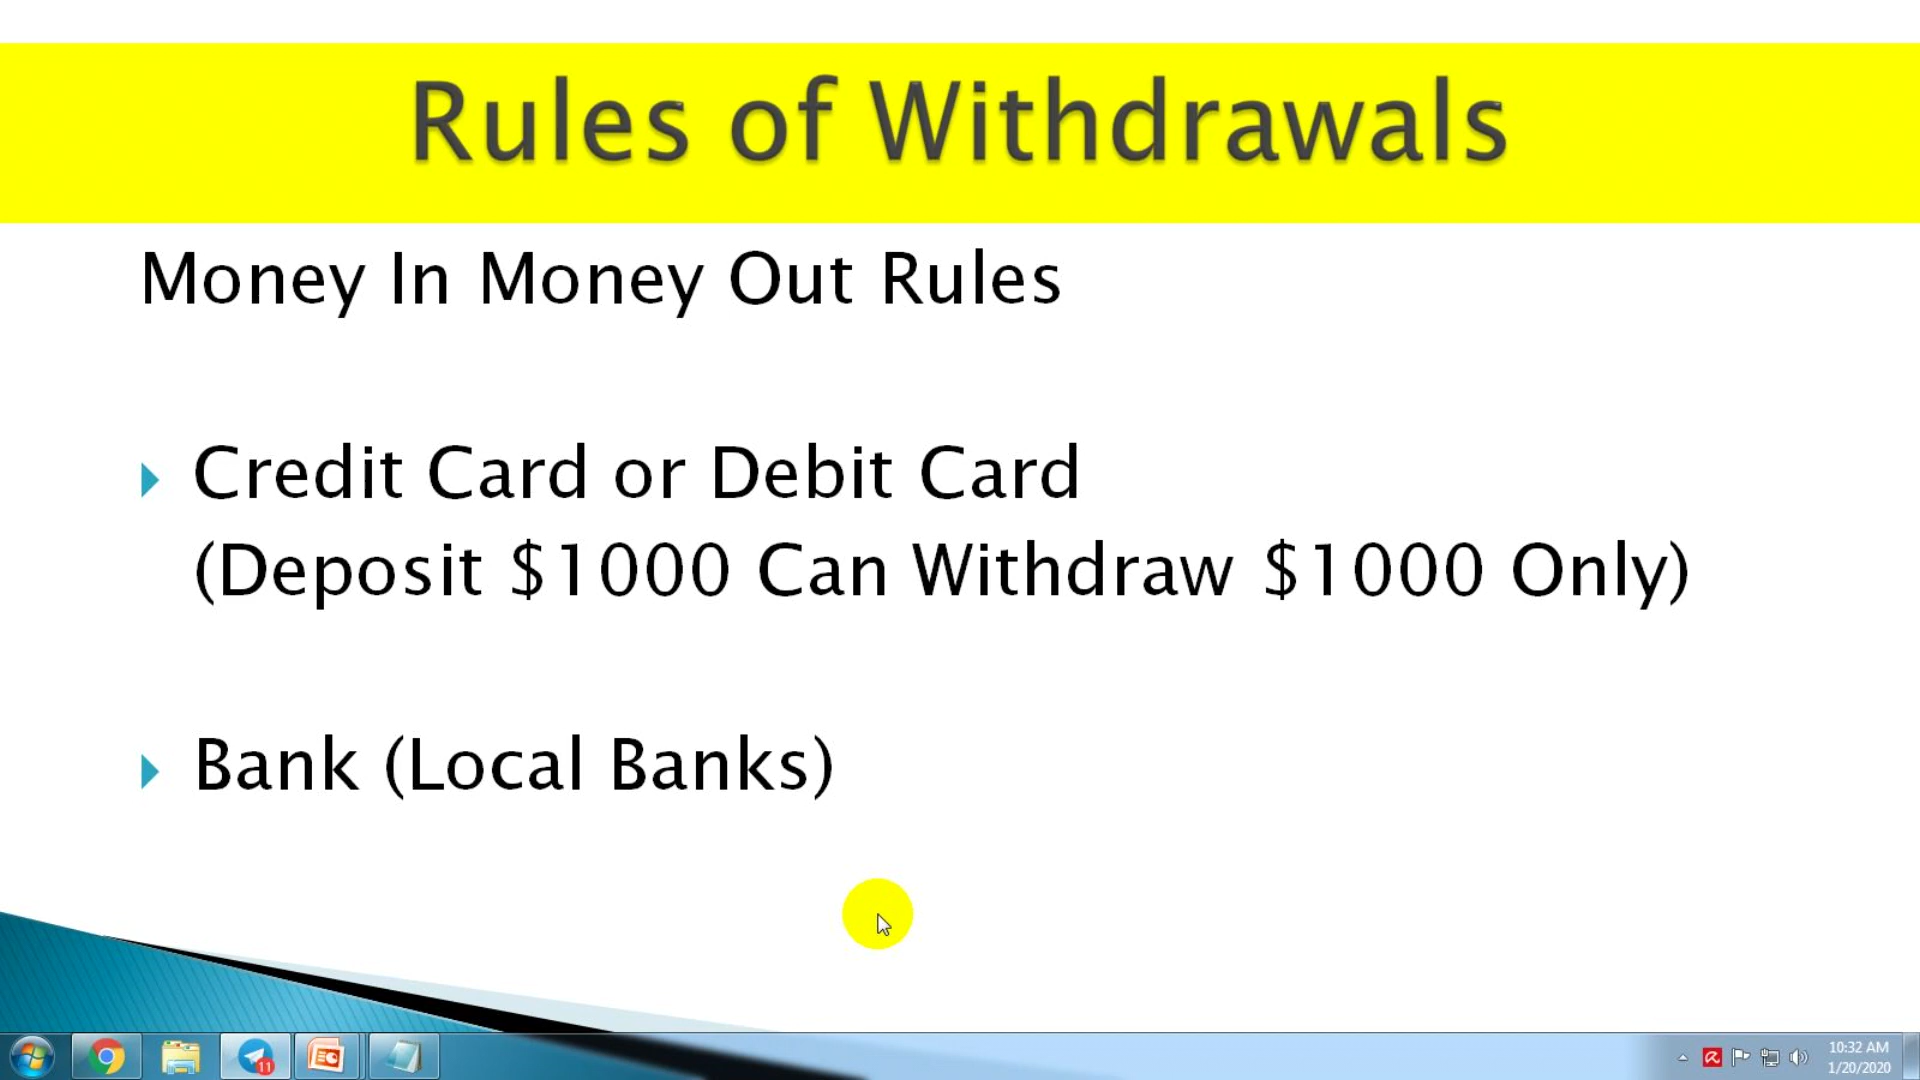 Rules of Withdrawals
Money In Money Out Rules
Credit Card or Debit Card
(Deposit $1000 Can Withdraw $1000 Only)
Bank (Local Banks)
11
10:32 AM
1/20/2020